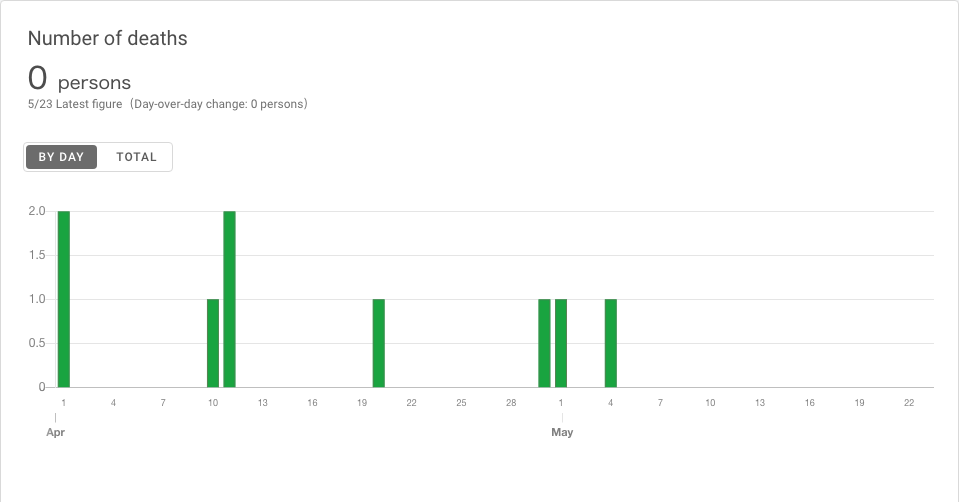 Number of deaths
0 persons
5/23 Latest figure（Day-over-day change: 0 persons）
BY DAY TOTAL
2.0
1.5
1.0
0.5
0
1 4 7 10 13 16 19 22 25 28 1 4 7 10 13 16 19 22
Apr May